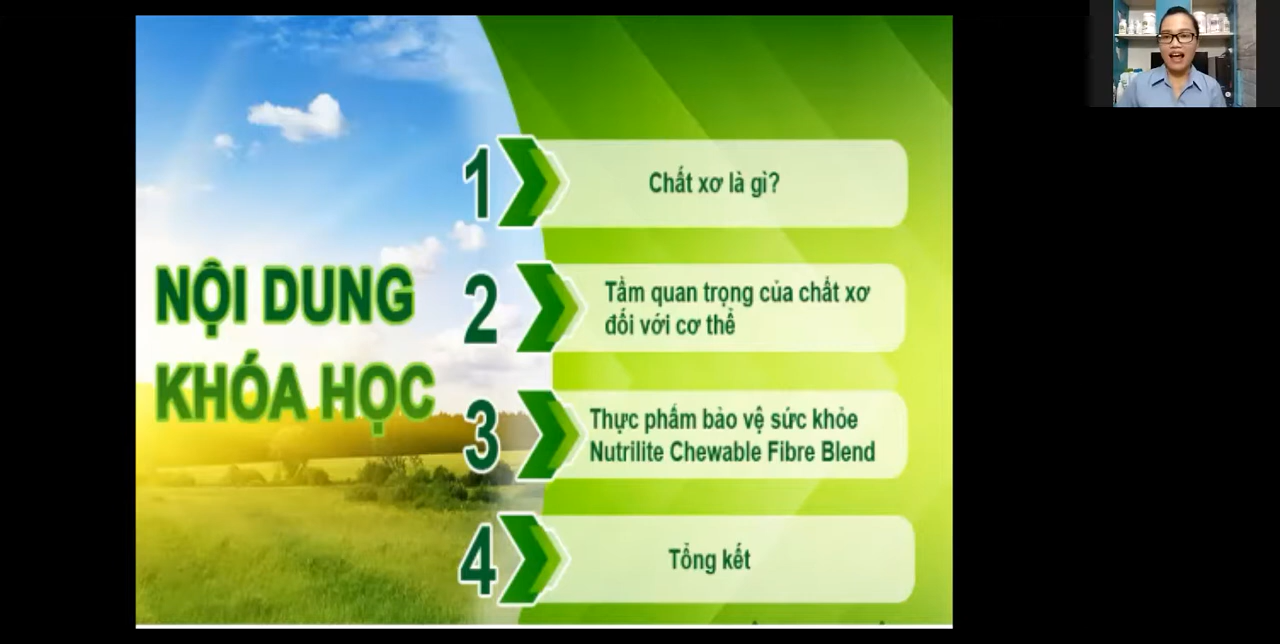 NỘI DUNG
KHÓA HỌC
1
Chất xơ là gì?
2
Tầm quan trọng của chất xơ
đối với cơ thể
3
Thực phẩm bảo vệ sức khỏe
Nutrilite Chewable Fibre Blend
4
Tổng kết